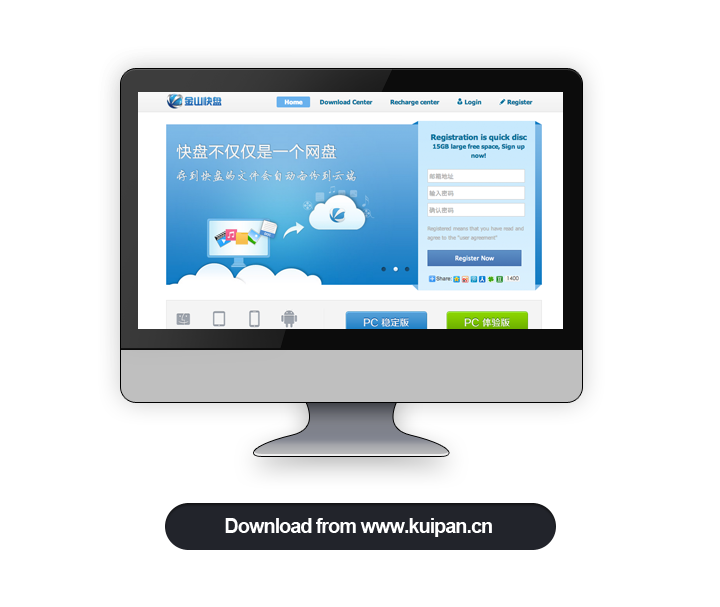 金山快盘
Home Download Center Recharge center Login Register
快盘不仅仅是一个网盘
存到快盘的文件会自动备份到云端
Registration is quick disc
15GB large free space, Sign up
now!
邮箱地址
输入密码
确认密码
Registered means that you have read and
agree to the "user agreement"
Register Now
Share: 1400
PC 稳定版
PC 体验版
Download from www.kuipan.cn